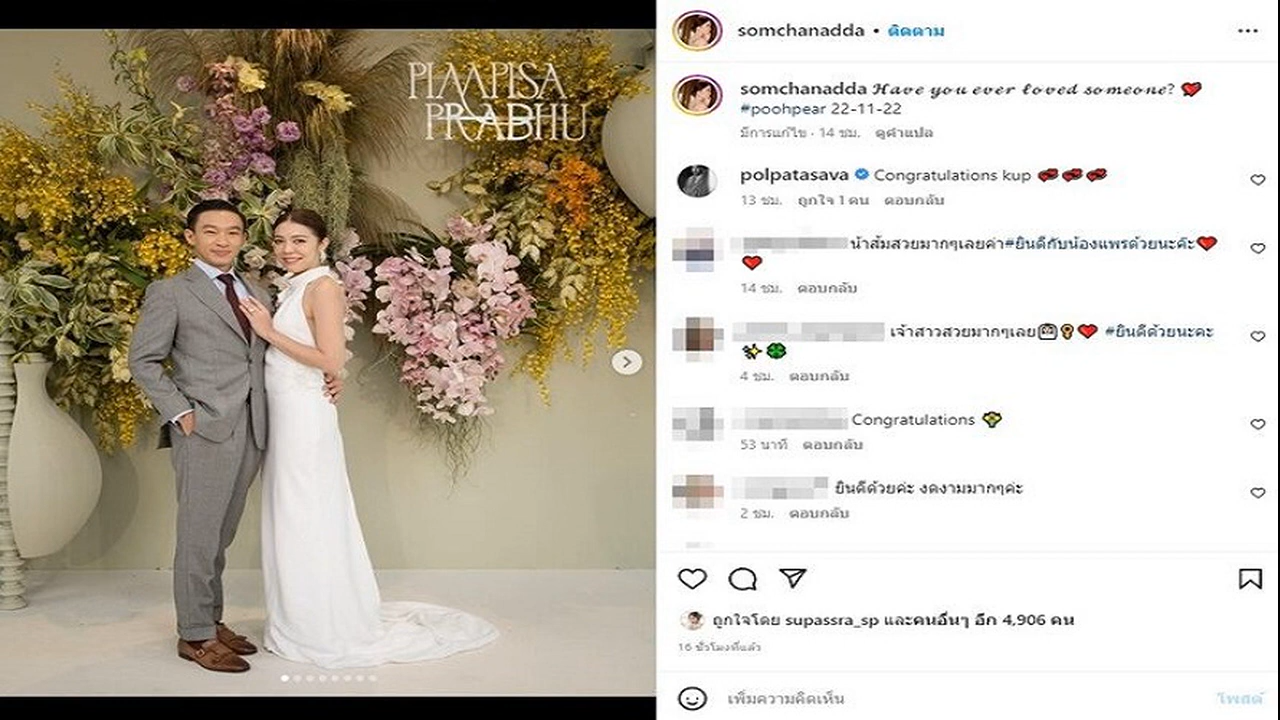 PIAAPISA
PRABHU
somchanadda • ติดตาม
somchanadda Have you ever loved someone? ❤️
#poohpear 22-11-22
มีการแก้ไข · 14 ชม. ดูคำแปล
polpatasava Congratulations kup 💞💞💞
13 ชม. ถูกใจ 1 คน ตอบกลับ
น้าส้มสวยมากๆเลยค่า#ยินดีกับน้องแพรด้วยนะค๊ะ❤️
❤️
14 ชม. ตอบกลับ
เจ้าสาวสวยมากๆเลย👰🤵❤️ #ยินดีด้วยนะคะ
✨🍀
4 ชม. ตอบกลับ
Congratulations 💐
53 นาที ตอบกลับ
ยินดีด้วยค่ะ งดงามมากๆค่ะ
2 ชม. ตอบกลับ
ถูกใจโดย supassra_sp และคนอื่นๆ อีก 4,906 คน
16 ชั่วโมงที่แล้ว
เพิ่มความคิดเห็น
โพสต์